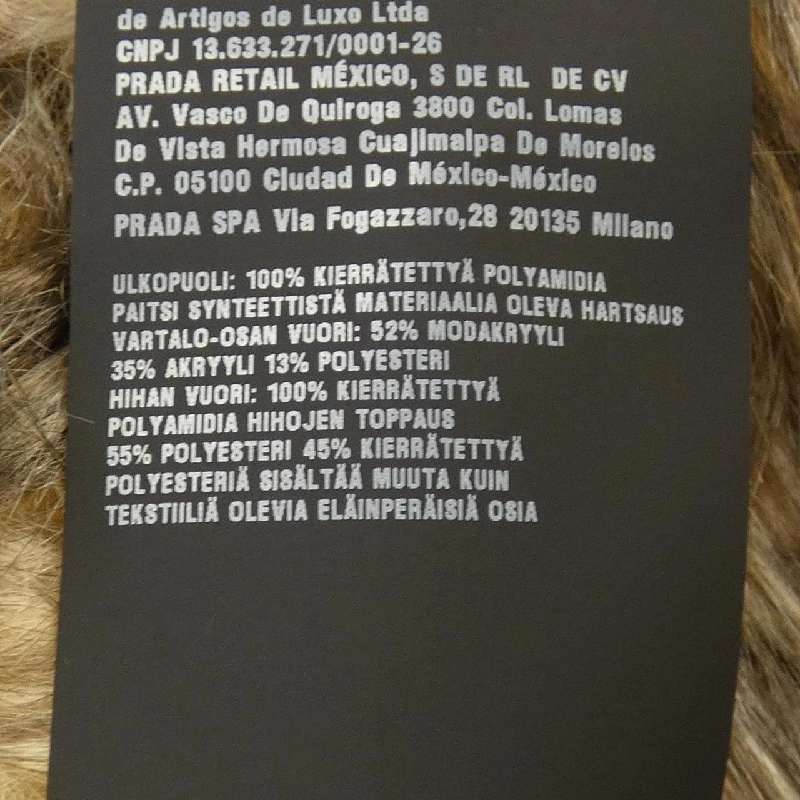 de Artigos de Luxo Ltda
CNPJ 13.633.271/0001-26
PRADA RETAIL MÉXICO, S DE RL DE CV
AV. Vasco De Quiroga 3800 Col. Lomas
De Vista Hermosa Cuajimalpa De Morelos
C.P. 05100 Ciudad De México-México
PRADA SPA Via Fogazzaro,28 20135 Milano
ULKOPUOLI: 100% KIERRÄTETTYÄ POLYAMIDIA
PAITSI SYNTEETTISTÄ MATERIAALIA OLEVA HARTSAUS
VARTALO-OSAN VUORI: 52% MODAKRYYLI
35% AKRYYLI 13% POLYESTERI
HIHAN VUORI: 100% KIERRÄTETTYÄ
POLYAMIDIA HIHOJEN TOPPAUS
55% POLYESTERI 45% KIERRÄTETTYÄ
POLYESTERIÄ SISÄLTÄÄ MUUTA KUIN
TEKSTIILIÄ OLEVIA ELÄINPERÄISIÄ OSIA